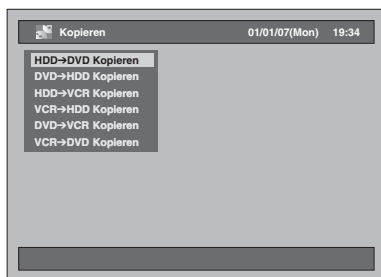 Kopieren 01/01/07(Mon) 19:34
HDD→DVD Kopieren
DVD→HDD Kopieren
HDD→VCR Kopieren
VCR→HDD Kopieren
DVD→VCR Kopieren
VCR→DVD Kopieren